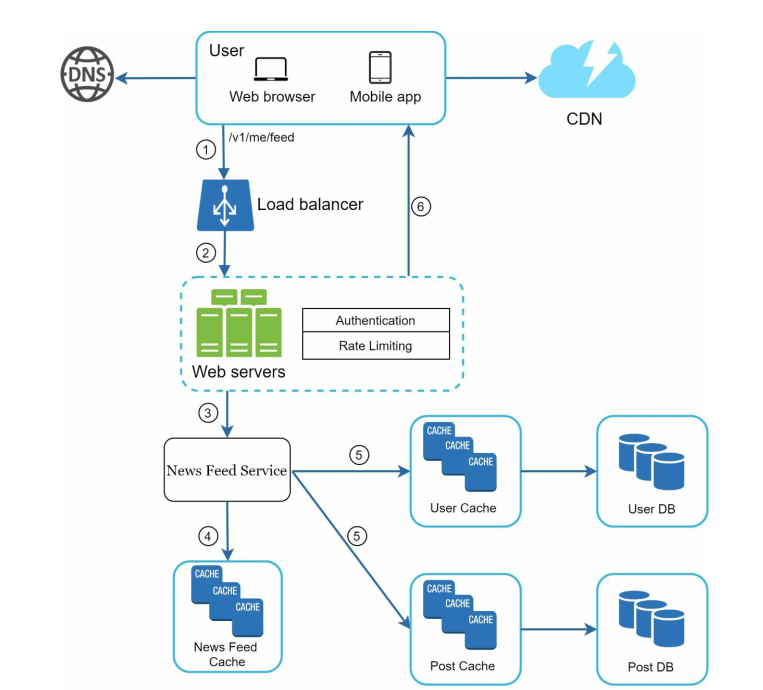 User
DNS
Web browser
Mobile app
CDN
/v1/me/feed
1
Load balancer
6
2
Authentication
Rate Limiting
Web servers
3
CACHE
CACHE
CACHE
User Cache
User DB
5
News Feed Service
5
4
CACHE
CACHE
CACHE
News Feed
Cache
CACHE
CACHE
CACHE
Post Cache
Post DB